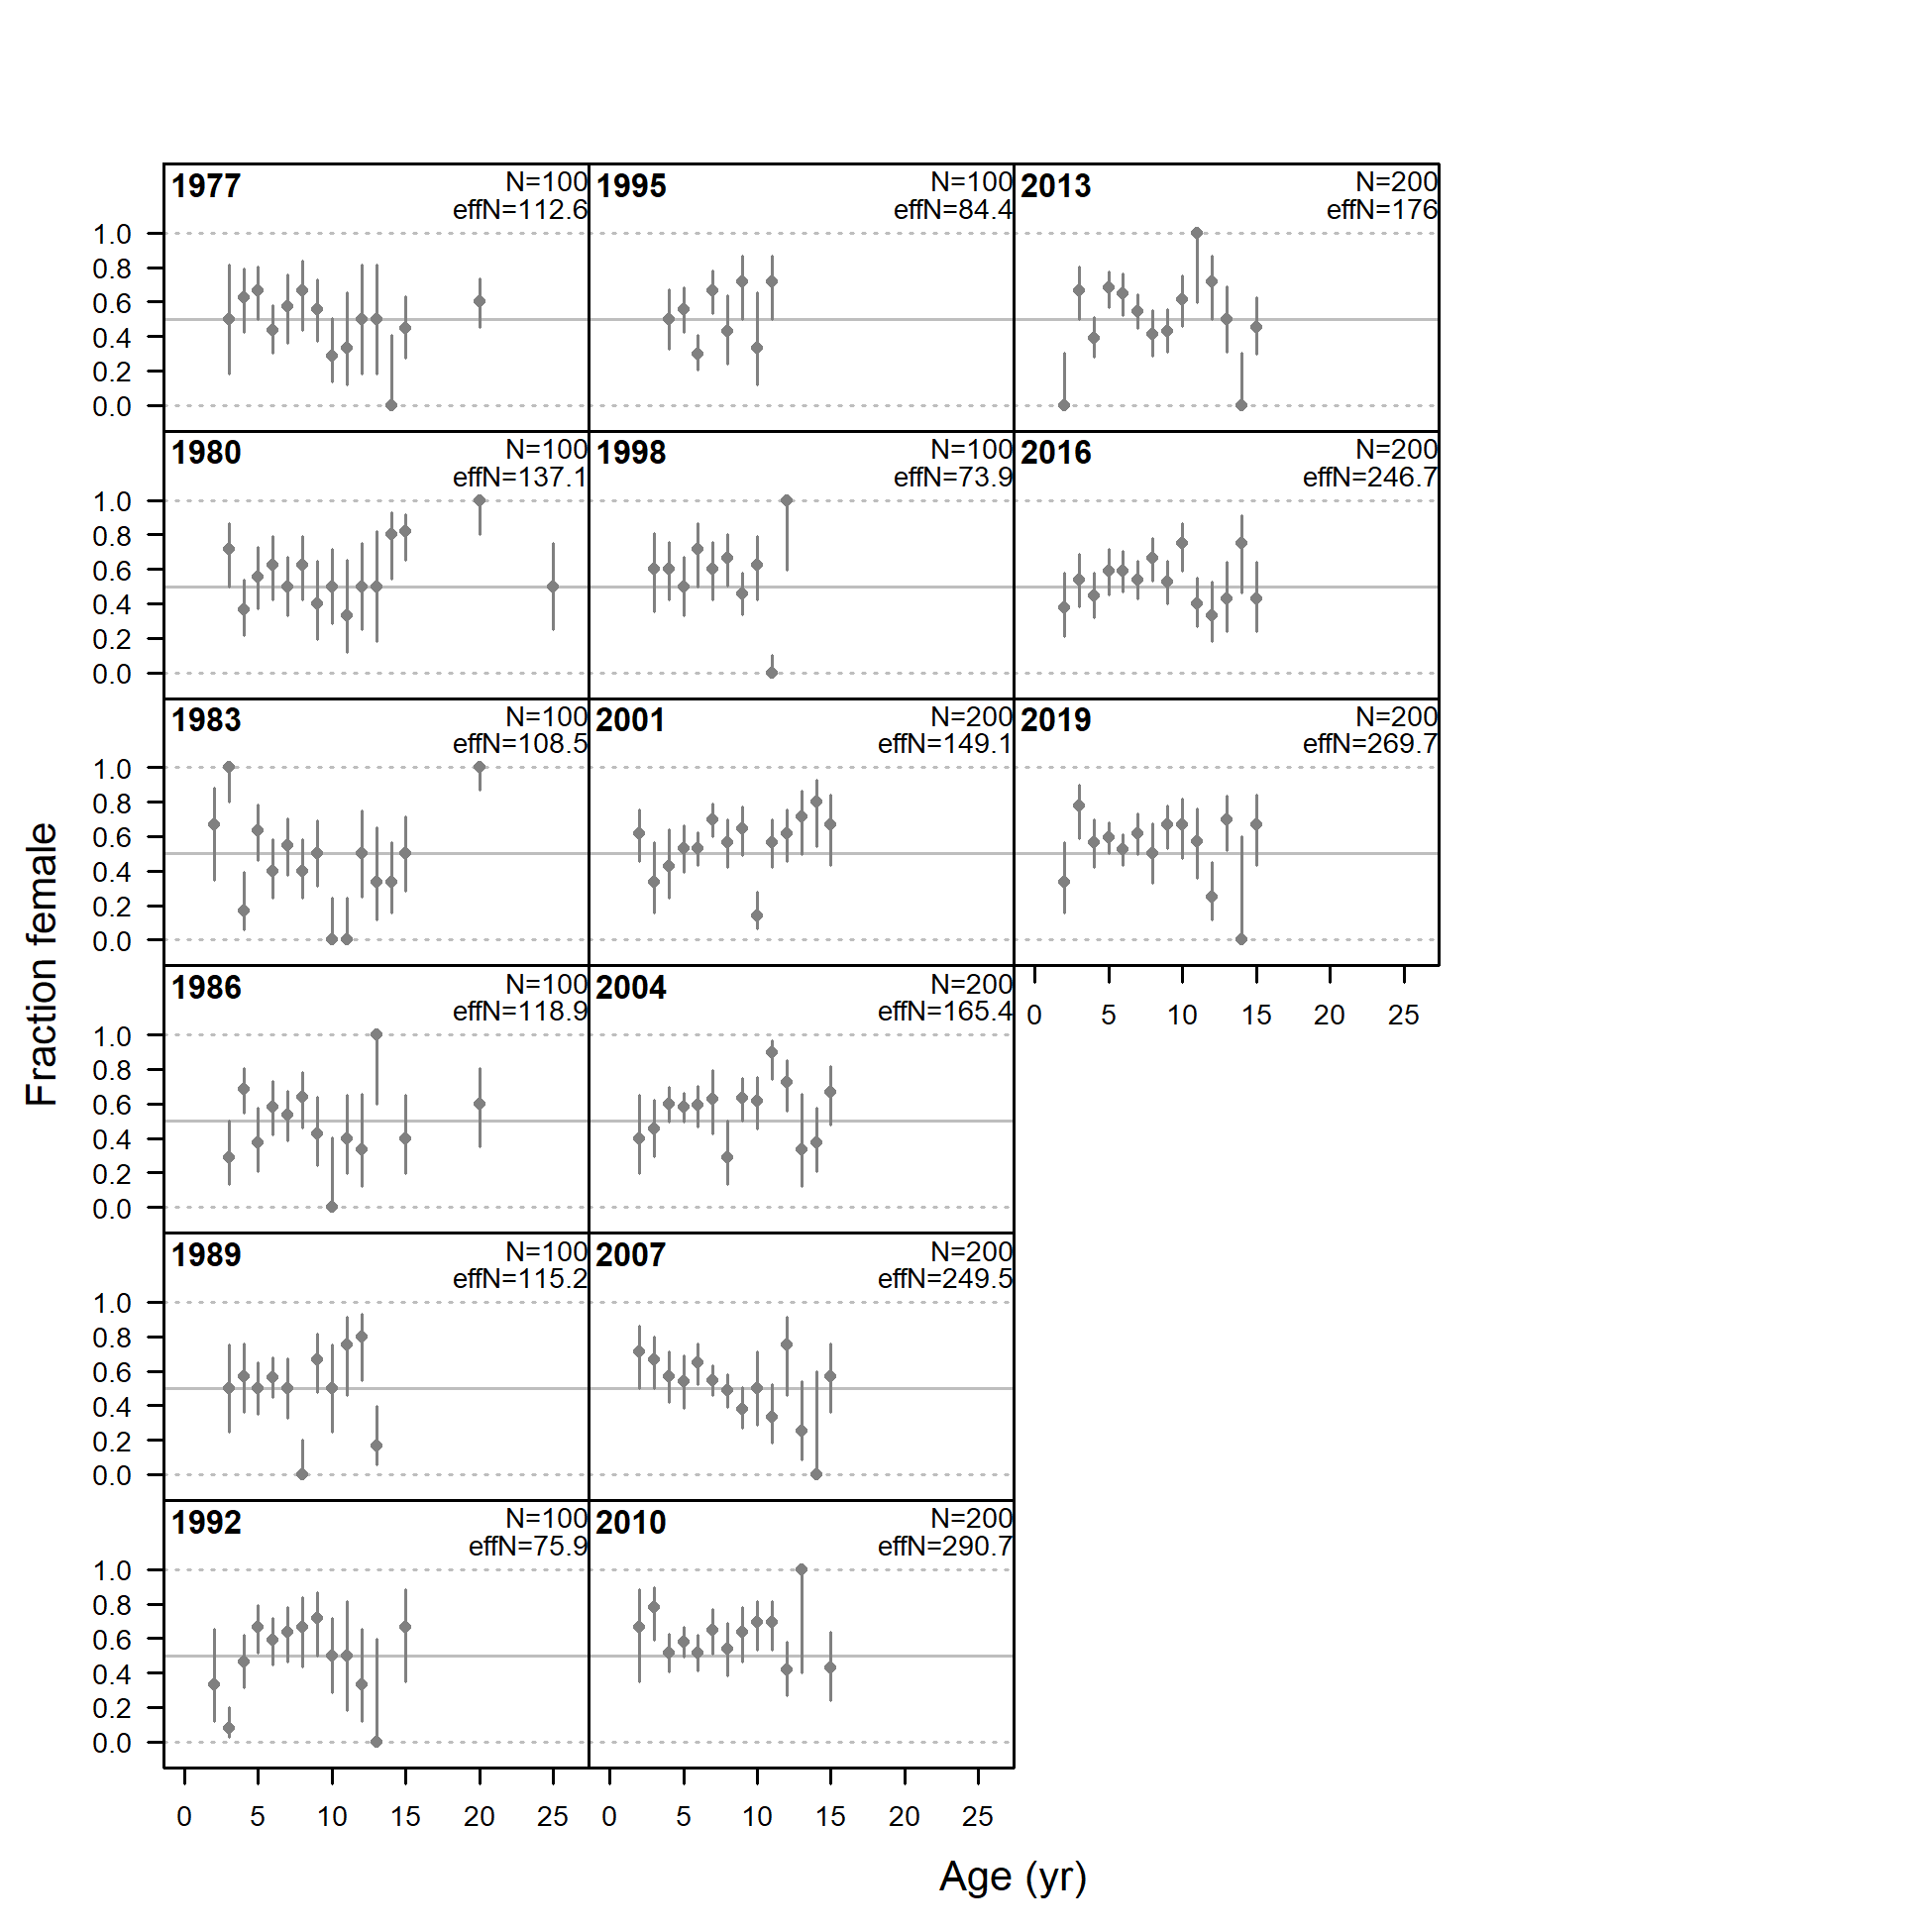 1977
N=100
effN=112.6
1.0
0.8
0.6
0.4
0.2
0.0
1995
N=100
effN=84.4
2013
N=200
effN=176
1980
N=100
effN=137.1
1.0
0.8
0.6
0.4
0.2
0.0
1998
N=100
effN=73.9
2016
N=200
effN=246.7
1983
N=100
effN=108.5
1.0
0.8
0.6
0.4
0.2
0.0
2001
N=200
effN=149.1
2019
N=200
effN=269.7
0 5 10 15 20 25
1986
N=100
effN=118.9
1.0
0.8
0.6
0.4
0.2
0.0
2004
N=200
effN=165.4
1989
N=100
effN=115.2
1.0
0.8
0.6
0.4
0.2
0.0
2007
N=200
effN=249.5
1992
N=100
effN=75.9
1.0
0.8
0.6
0.4
0.2
0.0
2010
N=200
effN=290.7
0 5 10 15 20 25
0 5 10 15 20 25
Fraction female
Age (yr)